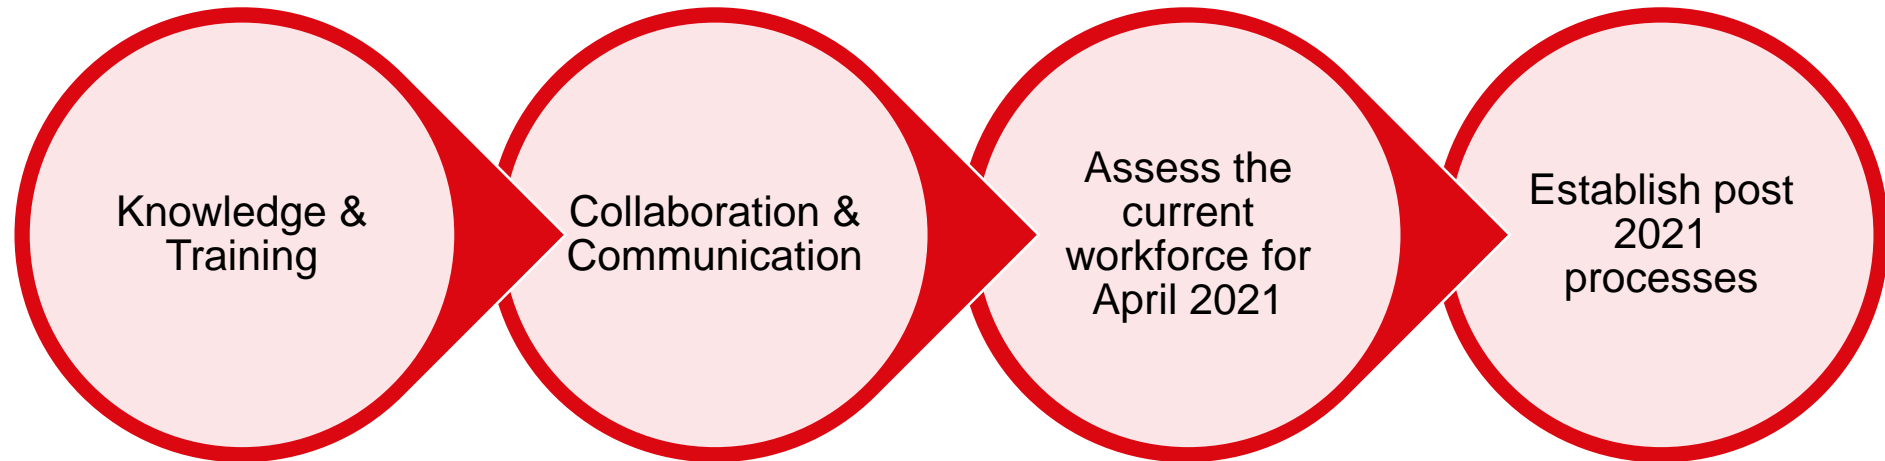 Knowledge &
Training
Collaboration &
Communication
Assess the
current
workforce for
April 2021
Establish post
2021
processes